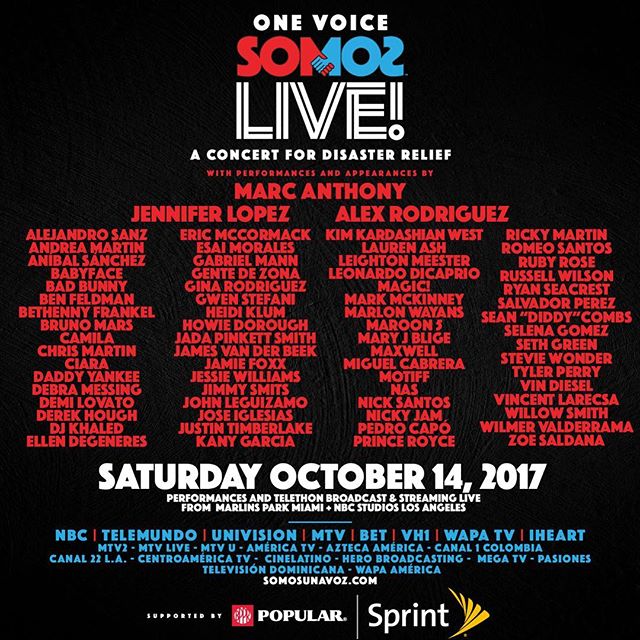 ONE VOICE
SOMOS
LIVE!
A CONCERT FOR DISASTER RELIEF
WITH PERFORMANCES AND APPEARANCES BY
MARC ANTHONY
JENNIFER LOPEZ ALEX RODRIGUEZ
ALEJANDRO SANZ
ANDREA MARTIN
ANIBAL SANCHEZ
BABYFACE
BAD BUNNY
BEN FELDMAN
BETHENNY FRANKEL
BRUNO MARS
CAMILA
CHRIS MARTIN
CIARA
DADDY YANKEE
DEBRA MESSING
DEMI LOVATO
DEREK HOUGH
DJ KHALED
ELLEN DEGENERES
ERIC MCCORMACK
ESAI MORALES
GABRIEL MANN
GENTE DE ZONA
GINA RODRIGUEZ
GWEN STEFANI
HEIDI KLUM
HOWIE DOROUGH
JADA PINKETT SMITH
JAMES VAN DER BEEK
JAMIE FOXX
JESSIE WILLIAMS
JIMMY SMITS
JOHN LEGUIZAMO
JOSE IGLESIAS
JUSTIN TIMBERLAKE
KANY GARCIA
KIM KARDASHIAN WEST
LAUREN ASH
LEIGHTON MEESTER
LEONARDO DICAPRIO
MAGIC!
MARK MCKINNEY
MARLON WAYANS
MAROON 5
MARY J BLIGE
MAXWELL
MIGUEL CABRERA
MOTIFF
NAS
NICK SANTOS
NICKY JAM
PEDRO CAPÓ
PRINCE ROYCE
RICKY MARTIN
ROMEO SANTOS
RUBY ROSE
RUSSELL WILSON
RYAN SEACREST
SALVADOR PEREZ
SEAN "DIDDY" COMBS
SELENA GOMEZ
SETH GREEN
STEVIE WONDER
TYLER PERRY
VIN DIESEL
VINCENT LARECSA
WILLOW SMITH
WILMER VALDERRAMA
ZOE SALDANA
SATURDAY OCTOBER 14, 2017
PERFORMANCES AND TELETHON BROADCAST & STREAMING LIVE
FROM MARLINS PARK MIAMI + NBC STUDIOS LOS ANGELES
NBC | TELEMUNDO | UNIVISION | MTV | BET | VH1 | WAPA TV | IHEART
MTV2 - MTV LIVE - MTV U - AMÉRICA TV - AZTECA AMÉRICA - CANAL 1 COLOMBIA
CANAL 22 L.A. - CENTROAMÉRICA TV - CINELATINO - HERO BROADCASTING - MEGA TV - PASIONES
TELEVISIÓN DOMINICANA - WAPA AMÉRICA
SOMOSUNAVOZ.COM
SUPPORTED BY POPULAR. Sprint